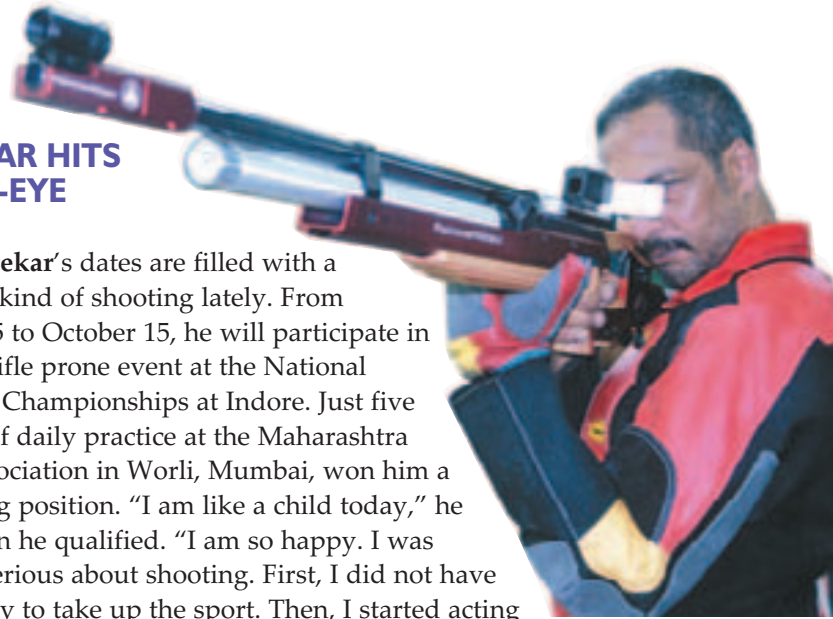 AR HITS
-EYE
ekar's dates are filled with a
kind of shooting lately. From
5 to October 15, he will participate in
ifle prone event at the National
Championships at Indore. Just five
f daily practice at the Maharashtra
ociation in Worli, Mumbai, won him a
g position. “I am like a child today,” he
n he qualified. “I am so happy. I was
erious about shooting. First, I did not have
y to take up the sport. Then, I started acting